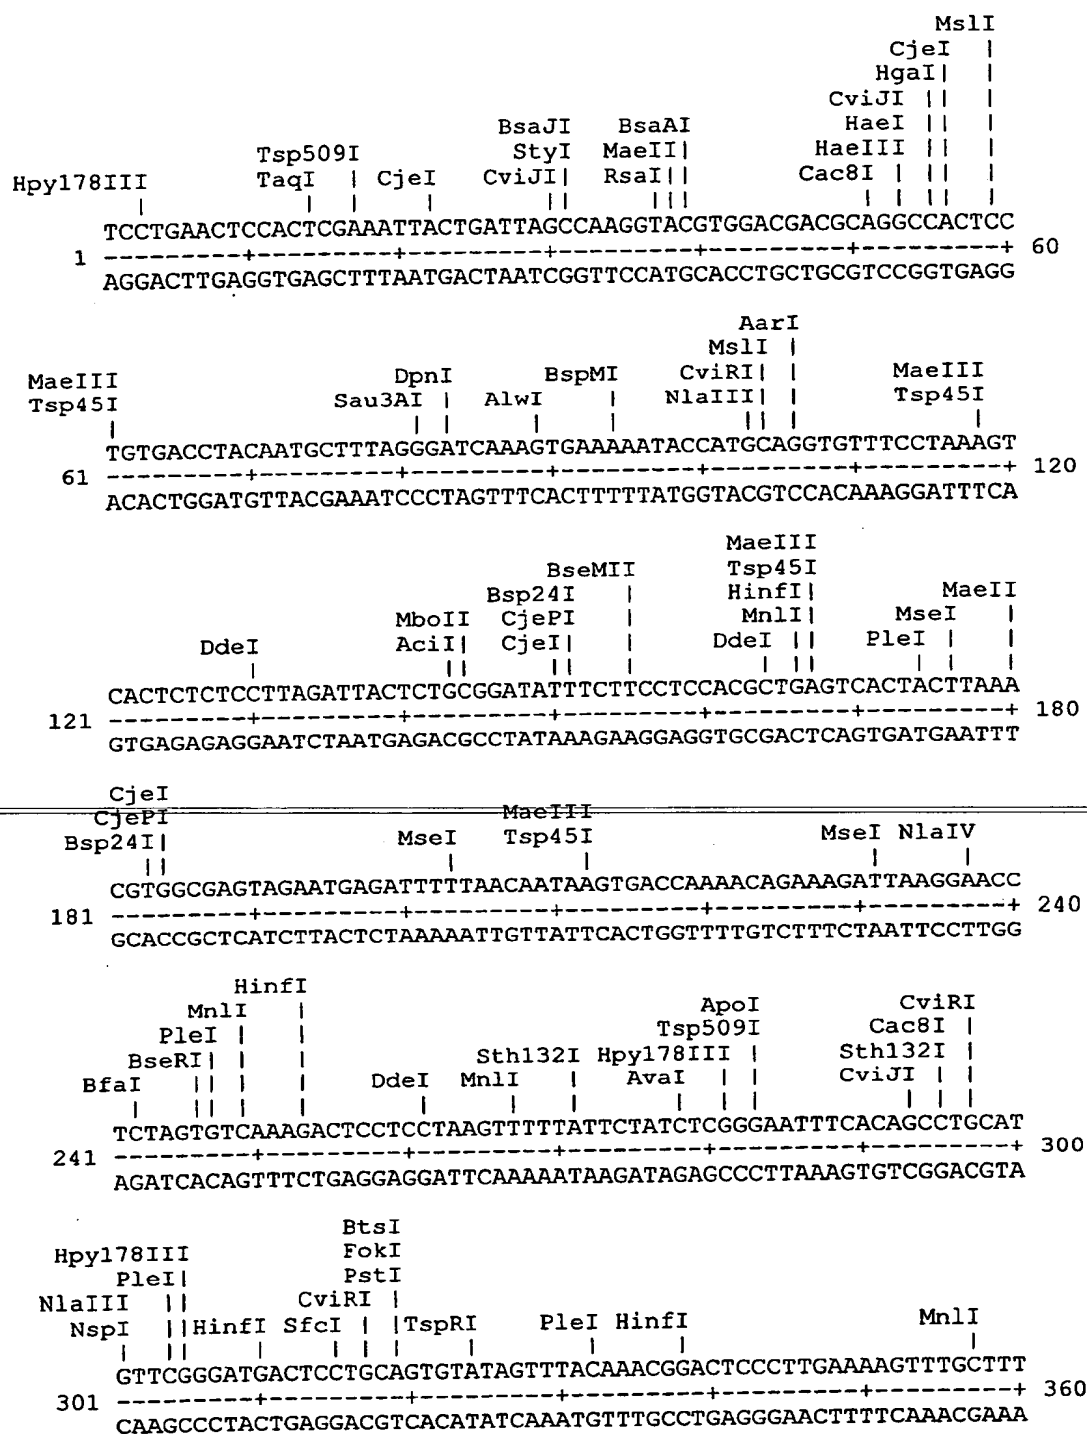 MslI
CjeI |
HgaI| |
CviJI || |
BsaJI BsaAI HaeI || |
Tsp509I StyI MaeII| HaeIII || |
Hpy178III TaqI | CjeI CviJI| RsaI|| Cac8I | || |
| | | | || ||| | | || |
TCCTGAACTCCACTCGAAATTACTGATTAGCCAAGGTACGTGGACGACGCAGGCCACTCC
1 ---------+---------+---------+---------+---------+---------+ 60
AGGACTTGAGGTGAGCTTTAATGACTAATCGGTTCCATGCACCTGCTGCGTCCGGTGAGG
AarI
MslI |
MaeIII DpnI BspMI CviRI| | MaeIII
Tsp45I Sau3AI | AlwI | NlaIII|| | Tsp45I
| | | | | || | |
TGTGACCTACAATGCTTTAGGGATCAAAGTGAAAAATACCATGCAGGTGTTTCCTAAAGT
61 ---------+---------+---------+---------+---------+---------+ 120
ACACTGGATGTTACGAAATCCCTAGTTTCACTTTTTATGGTACGTCCACAAAGGATTTCA
MaeIII
BseMII Tsp45I
Bsp24I | HinfI| MaeII
MboII CjePI | MnlI| MseI |
DdeI AciI| CjeI| | DdeI || PleI | |
| || || | | || | | |
CACTCTCTCCTTAGATTACTCTGCGGATATTTCTTCCTCCACGCTGAGTCACTACTTAAA
121 ---------+---------+---------+---------+---------+---------+ 180
GTGAGAGAGGAATCTAATGAGACGCCTATAAAGAAGGAGGTGCGACTCAGTGATGAATTT
CjeI
CjePI MaeIII
Bsp24I| MseI Tsp45I MseI NlaIV
|| | | | |
CGTGGCGAGTAGAATGAGATTTTTAACAATAAGTGACCAAAACAGAAAGATTAAGGAACC
181 ---------+---------+---------+---------+---------+---------+ 240
GCACCGCTCATCTTACTCTAAAAATTGTTATTCACTGGTTTTGTCTTTCTAATTCCTTGG
HinfI
MnlI | ApoI CviRI
PleI | | Tsp509I Cac8I |
BseRI| | | Sth132I Hpy178III | Sth132I |
BfaI || | | DdeI MnlI | AvaI | | CviJI | |
| || | | | | | | | | | | |
TCTAGTGTCAAAGACTCCTCCTAAGTTTTTATTCTATCTCGGGAATTTCACAGCCTGCAT
241 ---------+---------+---------+---------+---------+---------+ 300
AGATCACAGTTTCTGAGGAGGATTCAAAAATAAGATAGAGCCCTTAAAGTGTCGGACGTA
BtsI
Hpy178III FokI
PleI| PstI
NlaIII || CviRI |
NspI ||HinfI SfcI | |TspRI PleI HinfI MnlI
| || | | | | | | | |
GTTCGGGATGACTCCTGCAGTGTATAGTTTACAAACGGACTCCCTTGAAAAGTTTGCTTT
301 ---------+---------+---------+---------+---------+---------+ 360
CAAGCCCTACTGAGGACGTCACATATCAAATGTTTGCCTGAGGGAACTTTTCAAACGAAA